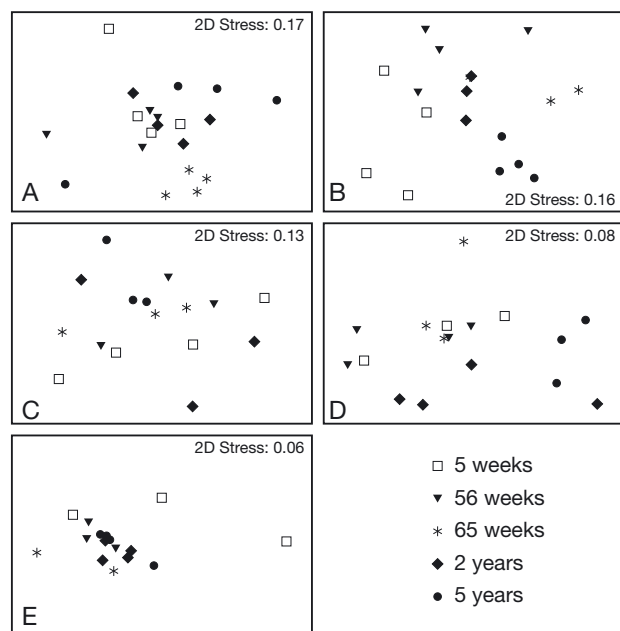 2D Stress: 0.17
A
2D Stress: 0.16
B
2D Stress: 0.13
C
2D Stress: 0.08
D
2D Stress: 0.06
E
5 weeks
56 weeks
65 weeks
2 years
5 years